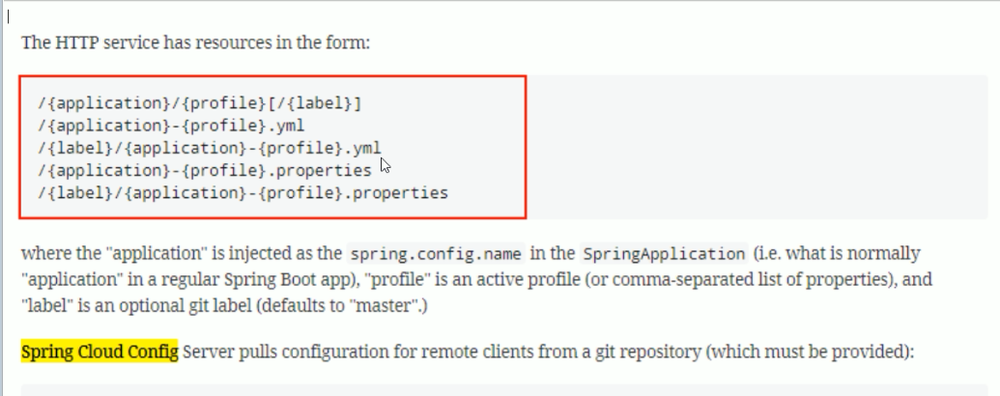 The HTTP service has resources in the form:
/{application}/{profile}[/{label}]
/{application}-{profile}.yml
/{label}/{application}-{profile}.yml
/{application}-{profile}.properties
/{label}/{application}-{profile}.properties
where the "application" is injected as the spring.config.name in the SpringApplication (i.e. what is normally
"application" in a regular Spring Boot app), "profile" is an active profile (or comma-separated list of properties), and
"label" is an optional git label (defaults to "master".)
Spring Cloud Config Server pulls configuration for remote clients from a git repository (which must be provided):